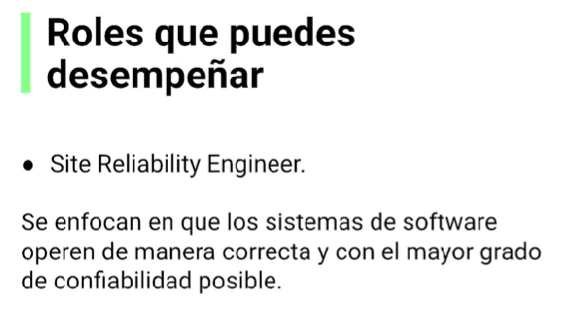 Roles que puedes
desempeñar
● Site Reliability Engineer.
Se enfocan en que los sistemas de software
operen de manera correcta y con el mayor grado
de confiabilidad posible.